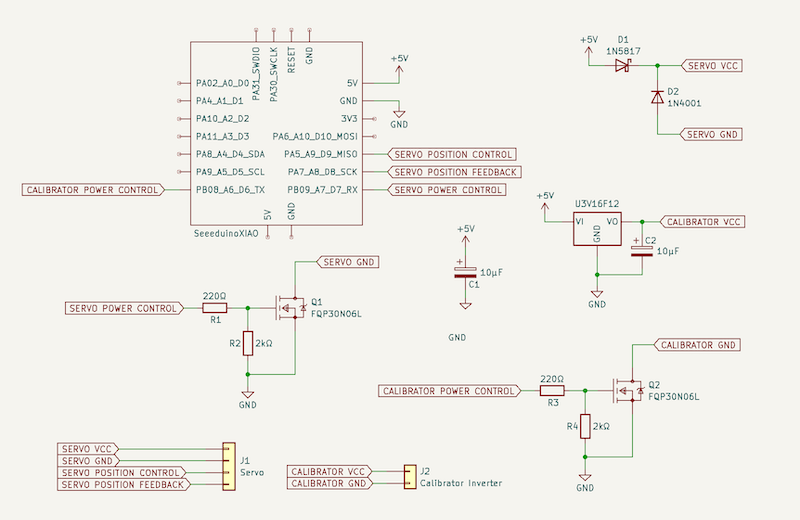 PA31_SWDIO
PA30_SWCLK
RESET
GND
PA02_A0_D0
PA4_A1_D1
PA10_A2_D2
PA11_A3_D3
PA8_A4_D4_SDA
PA9_A5_D5_SCL
PB08_A6_D6_TX
5V
GND
3V3
PA6_A10_D10_MOSI
PA5_A9_D9_MISO
PA7_A8_D8_SCK
PB09_A7_D7_RX
5V
GND
SeeeduinoXIAO
+5V
GND
CALIBRATOR POWER CONTROL
SERVO POSITION CONTROL
SERVO POSITION FEEDBACK
SERVO POWER CONTROL
+5V
D1
1N5817
SERVO VCC
D2
1N4001
SERVO GND
+5V
U3V16F12
VI
VO
GND
CALIBRATOR VCC
+
C2
10µF
GND
+5V
+
10µF
C1
GND
SERVO GND
SERVO POWER CONTROL
220Ω
R1
Q1
FQP30N06L
R2
2kΩ
GND
CALIBRATOR GND
CALIBRATOR POWER CONTROL
220Ω
R3
Q2
FQP30N06L
R4
2kΩ
GND
SERVO VCC
SERVO GND
SERVO POSITION CONTROL
SERVO POSITION FEEDBACK
J1
Servo
CALIBRATOR VCC
CALIBRATOR GND
J2
Calibrator Inverter